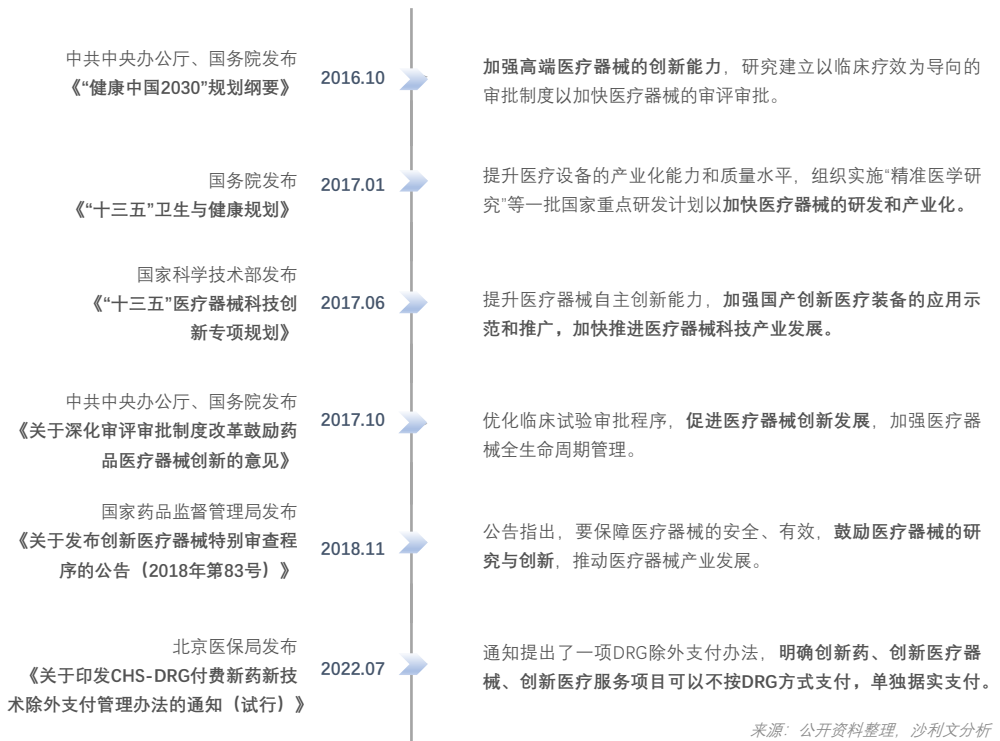 中共中央办公厅、国务院发布
《“健康中国2030”规划纲要》
2016.10
加强高端医疗器械的创新能力，研究建立以临床疗效为导向的
审批制度以加快医疗器械的审评审批。
国务院发布
《“十三五”卫生与健康规划》
2017.01
提升医疗设备的产业化能力和质量水平，组织实施“精准医学研
究”等一批国家重点研发计划以加快医疗器械的研发和产业化。
国家科学技术部发布
《“十三五”医疗器械科技创
新专项规划》
2017.06
提升医疗器械自主创新能力，加强国产创新医疗装备的应用示
范和推广，加快推进医疗器械科技产业发展。
中共中央办公厅、国务院发布
《关于深化审评审批制度改革鼓励药
品医疗器械创新的意见》
2017.10
优化临床试验审批程序，促进医疗器械创新发展，加强医疗器
械全生命周期管理。
国家药品监督管理局发布
《关于发布创新医疗器械特别审查程
序的公告（2018年第83号）》
2018.11
公告指出，要保障医疗器械的安全、有效，鼓励医疗器械的研
究与创新，推动医疗器械产业发展。
北京医保局发布
《关于印发CHS-DRG付费新药新技
术除外支付管理办法的通知（试行）》
2022.07
通知提出了一项DRG除外支付办法，明确创新药、创新医疗器
械、创新医疗服务项目可以不按DRG方式支付，单独据实支付。
来源：公开资料整理，沙利文分析